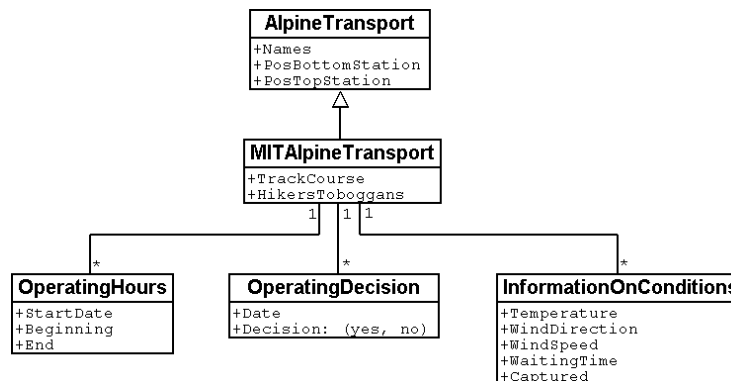 AlpineTransport
+Names
+PosBottomStation
+PosTopStation
MITAlpineTransport
+TrackCourse
+HikersToboggans
1 1 1
* * *
OperatingHours
+StartDate
+Beginning
+End
OperatingDecision
+Date
+Decision: (yes, no)
InformationOnConditions
+Temperature
+WindDirection
+WindSpeed
+WaitingTime
+Captured